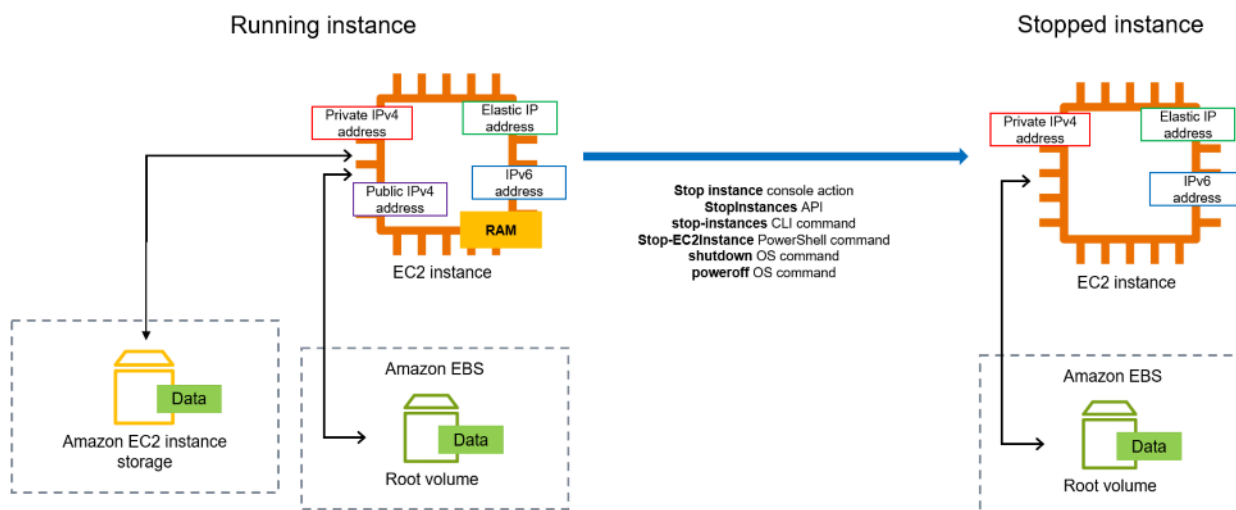 Running instance
Stopped instance
Private IPv4
address
Elastic IP
address
Public IPv4
address
IPv6
address
RAM
EC2 instance
Stop instance console action
StopInstances API
stop-instances CLI command
Stop-EC2Instance PowerShell command
shutdown OS command
poweroff OS command
Private IPv4
address
Elastic IP
address
IPv6
address
EC2 instance
Data
Amazon EC2 instance
storage
Amazon EBS
Data
Root volume
Amazon EBS
Data
Root volume